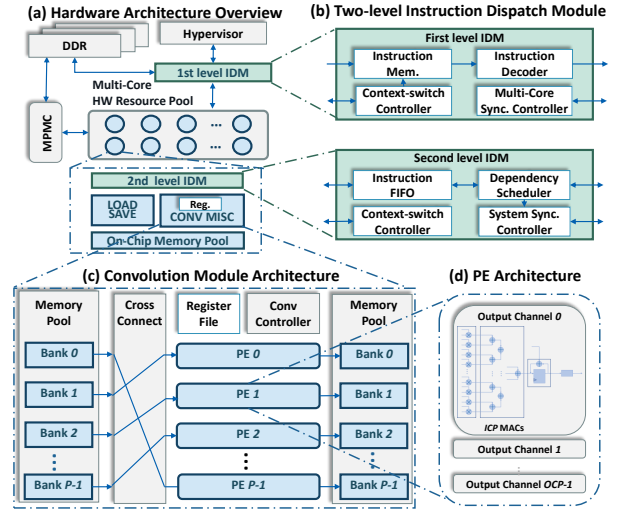 (a) Hardware Architecture Overview
DDR
Hypervisor
1st level IDM
Multi-Core
HW Resource Pool
MPMC
...
...
2nd level IDM
LOAD
SAVE
Reg.
CONV MISC
On-Chip Memory Pool
(b) Two-level Instruction Dispatch Module
First level IDM
Instruction
Mem.
Instruction
Decoder
Context-switch
Controller
Multi-Core
Sync. Controller
Second level IDM
Instruction
FIFO
Dependency
Scheduler
Context-switch
Controller
System Sync.
Controller
(c) Convolution Module Architecture
Memory
Pool
Cross
Connect
Register
File
Conv
Controller
Memory
Pool
Bank 0
PE 0
Bank 0
Bank 1
PE 1
Bank 1
Bank 2
PE 2
Bank 2
Bank P-1
PE P-1
Bank P-1
(d) PE Architecture
Output Channel 0
ICP MACs
Output Channel 1
Output Channel OCP-1